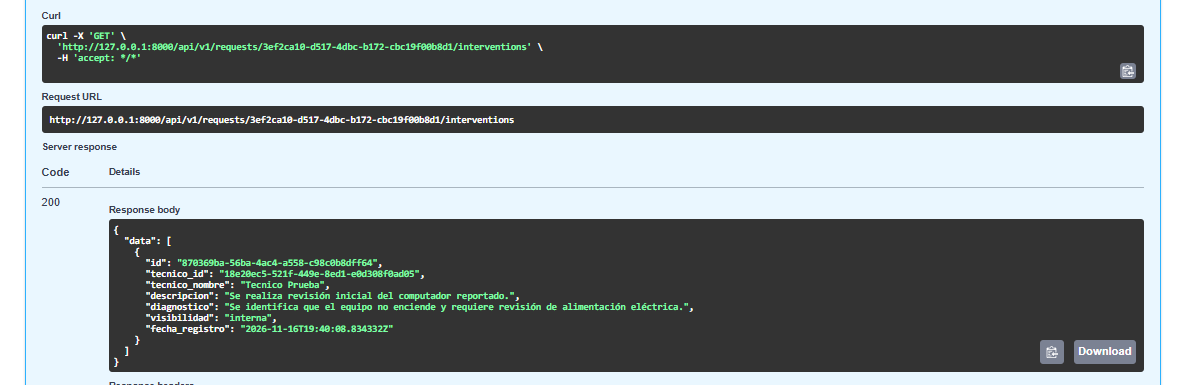 Curl
curl -X 'GET' \
  'http://127.0.0.1:8000/api/v1/requests/3ef2ca10-d517-4dbc-b172-cbc19f00b8d1/interventions' \
  -H 'accept: */*'
Request URL
http://127.0.0.1:8000/api/v1/requests/3ef2ca10-d517-4dbc-b172-cbc19f00b8d1/interventions
Server response
Code Details
200
Response body
{
  "data": [
    {
      "id": "870369ba-56ba-4ac4-a558-c98c0b8dff64",
      "tecnico_id": "18e20ec5-521f-449e-8ed1-e0d308f0ad05",
      "tecnico_nombre": "Tecnico Prueba",
      "descripcion": "Se realiza revisión inicial del computador reportado.",
      "diagnostico": "Se identifica que el equipo no enciende y requiere revisión de alimentación eléctrica.",
      "visibilidad": "interna",
      "fecha_registro": "2026-11-16T19:40:08.834332Z"
    }
  ]
}
Download
Response headers